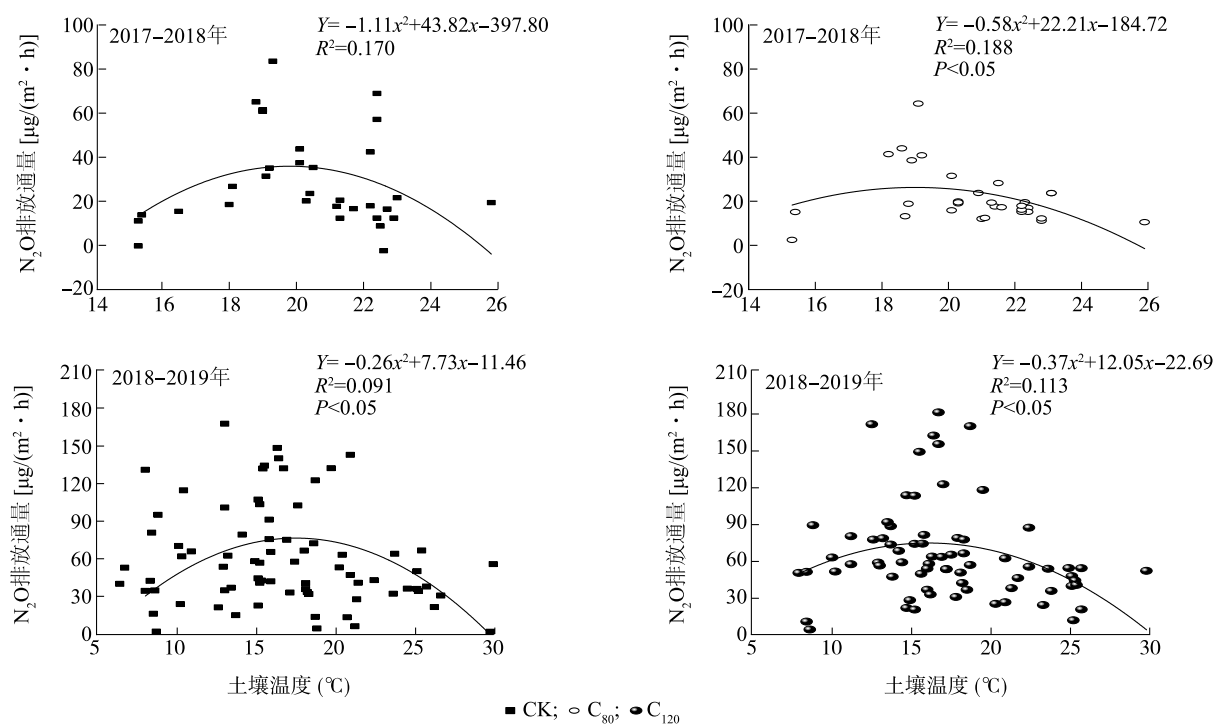 N₂O排放通量 [μg/(m²·h)]
2017–2018年
Y= –1.11x²+43.82x–397.80
R²=0.170
100
80
60
40
20
0
–20
14 16 18 20 22 24 26
N₂O排放通量 [μg/(m²·h)]
2017–2018年
Y= –0.58x²+22.21x–184.72
R²=0.188
P<0.05
100
80
60
40
20
0
–20
14 16 18 20 22 24 26
N₂O排放通量 [μg/(m²·h)]
2018–2019年
Y= –0.26x²+7.73x–11.46
R²=0.091
P<0.05
210
180
150
120
90
60
30
0
5 10 15 20 25 30
土壤温度 (℃)
N₂O排放通量 [μg/(m²·h)]
2018–2019年
Y= –0.37x²+12.05x–22.69
R²=0.113
P<0.05
210
180
150
120
90
60
30
0
5 10 15 20 25 30
土壤温度 (℃)
CK; C₈₀; C₁₂₀